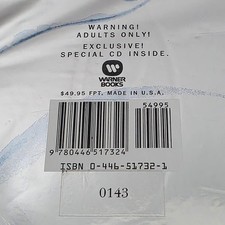 WARNING!
ADULTS ONLY!
EXCLUSIVE!
SPECIAL CD INSIDE.
WARNER
BOOKS
$49.95 FPT. MADE IN U.S.A.
54995
9 780446 517324
ISBN 0-446-51732-1
0143